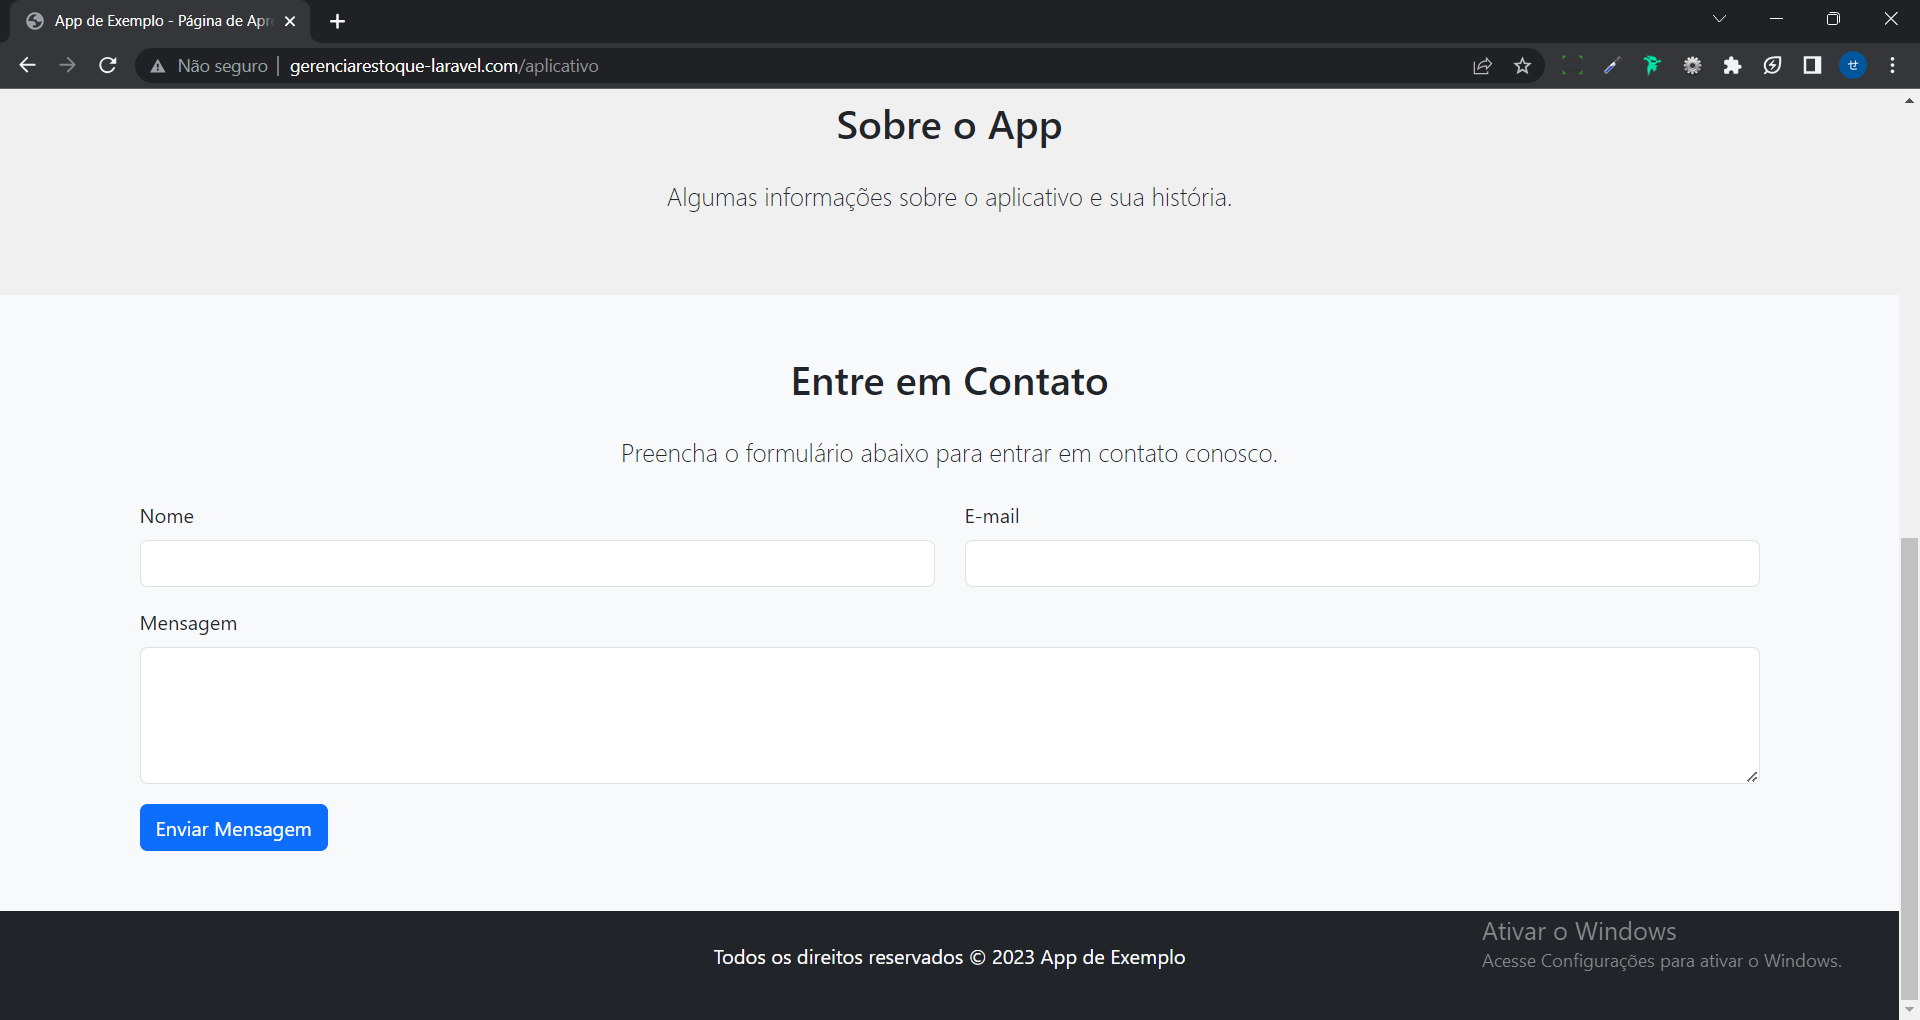 App de Exemplo - Página de Apr
Não seguro
gerenciarestoque-laravel.com/aplicativo
せ
Sobre o App
Algumas informações sobre o aplicativo e sua história.
Entre em Contato
Preencha o formulário abaixo para entrar em contato conosco.
Nome
E-mail
Mensagem
Enviar Mensagem
Todos os direitos reservados © 2023 App de Exemplo
Ativar o Windows
Acesse Configurações para ativar o Windows.